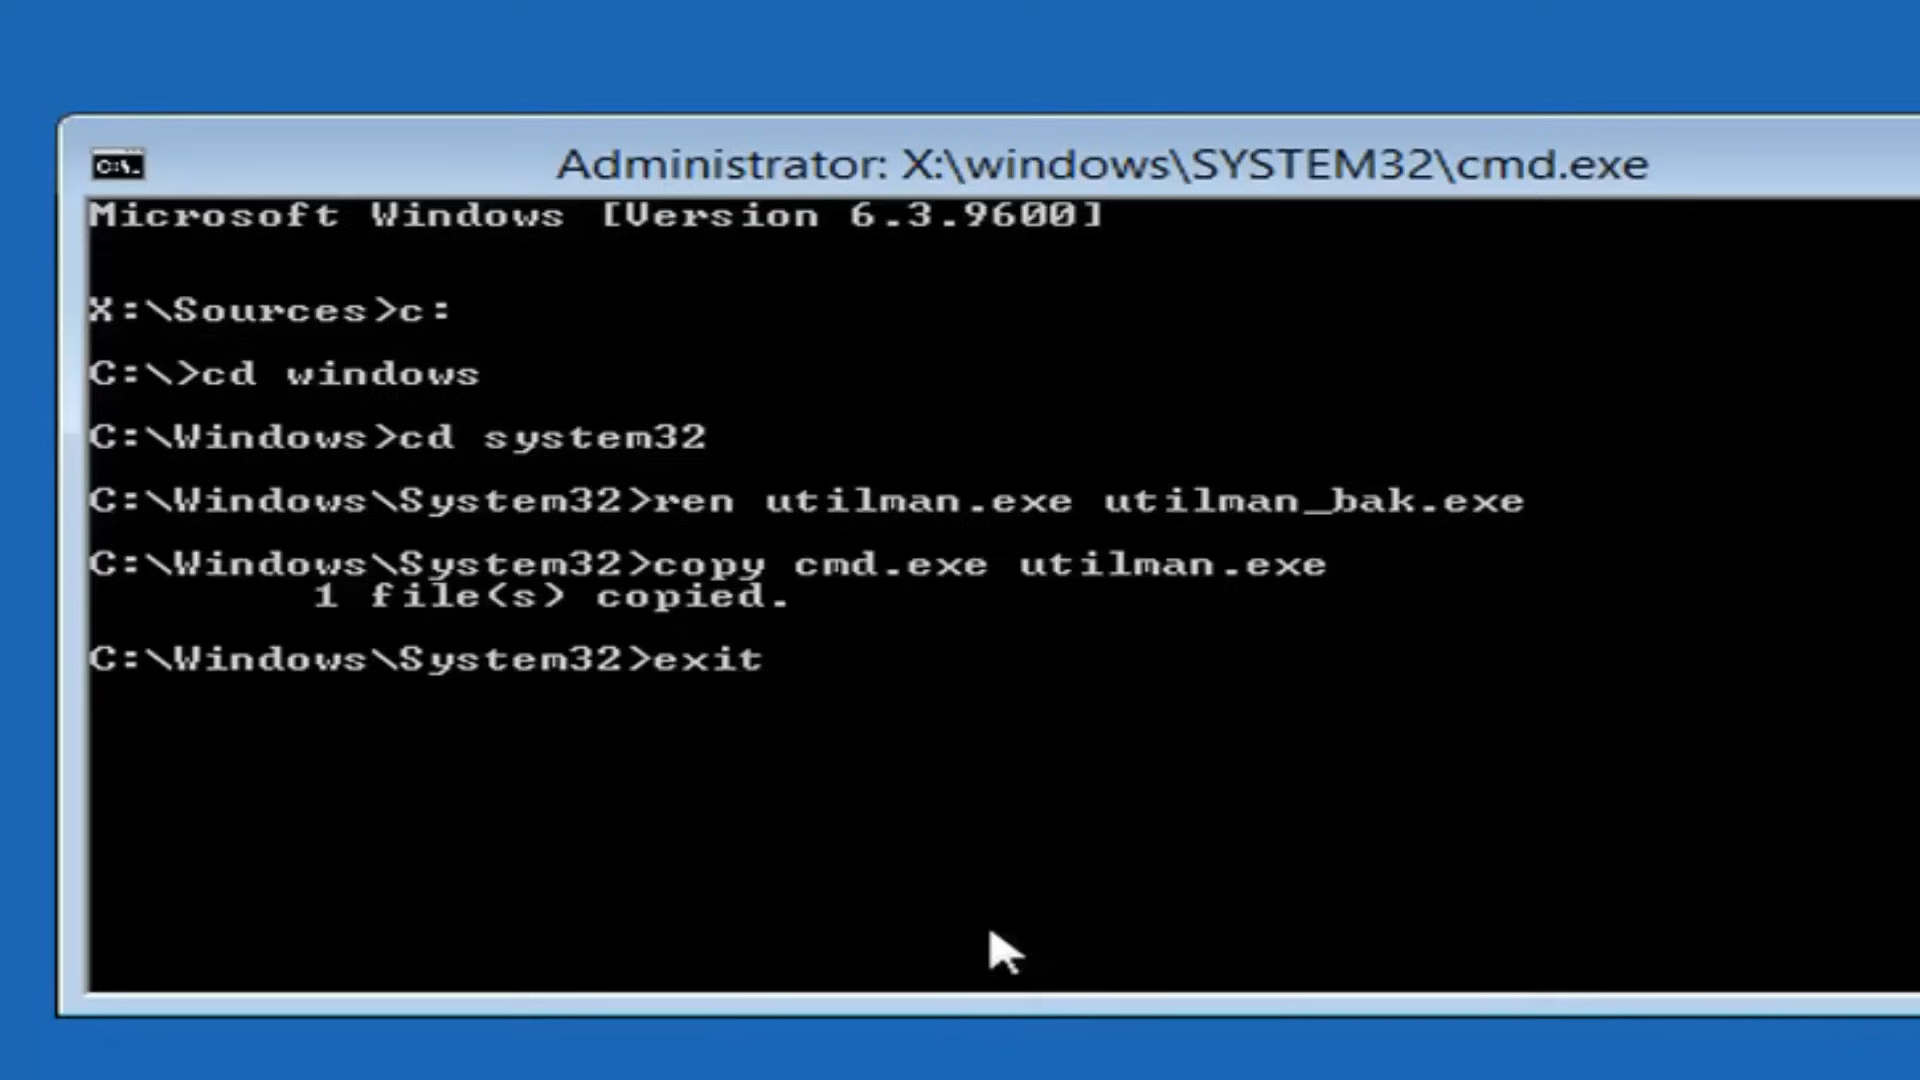 C:\.
Administrator: X:\windows\SYSTEM32\cmd.exe
Microsoft Windows [Version 6.3.9600]
X:\Sources>c:
C:\>cd windows
C:\Windows>cd system32
C:\Windows\System32>ren utilman.exe utilman_bak.exe
C:\Windows\System32>copy cmd.exe utilman.exe
1 file(s) copied.
C:\Windows\System32>exit